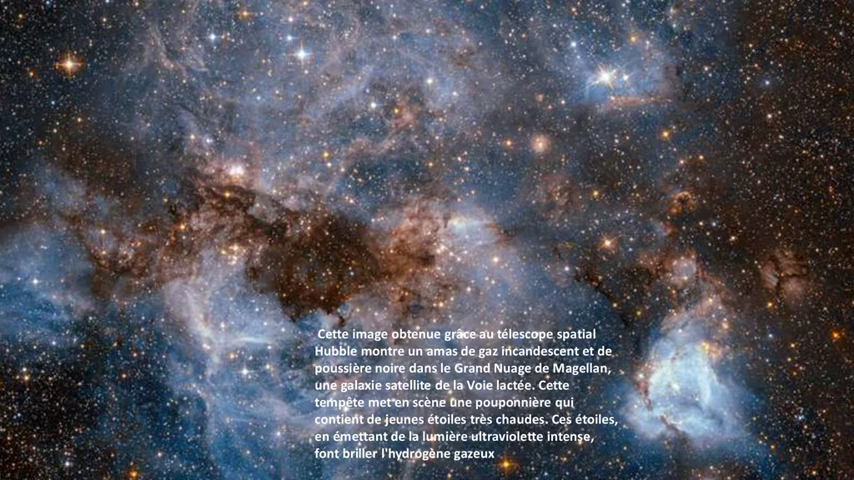 Cette image obtenue grâce au télescope spatial
Hubble montre un amas de gaz incandescent et de
poussière noire dans le Grand Nuage de Magellan,
une galaxie satellite de la Voie lactée. Cette
tempête met en scène une pouponnière qui
contient de jeunes étoiles très chaudes. Ces étoiles,
en émettant de la lumière ultraviolette intense,
font briller l'hydrogène gazeux